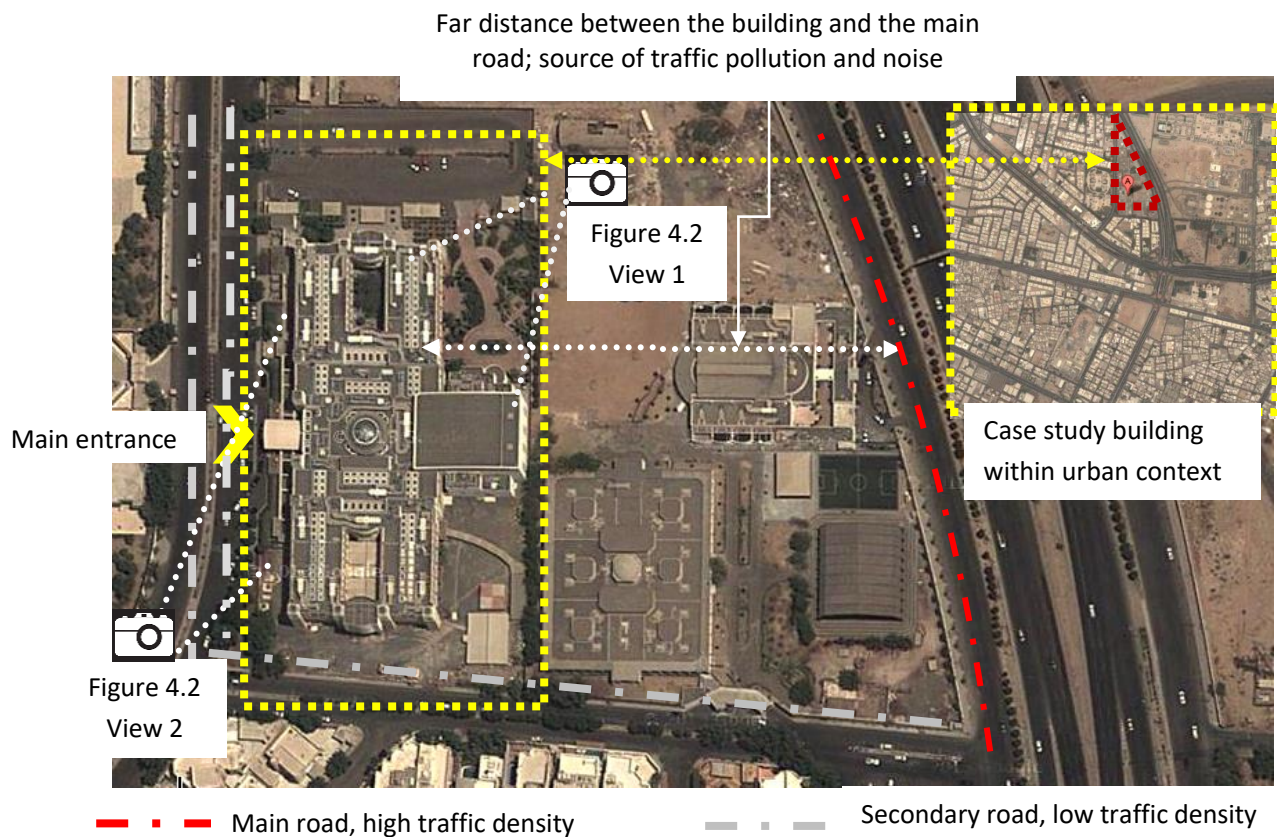 Far distance between the building and the main
road; source of traffic pollution and noise
A
Figure 4.2
View 1
Main entrance
Case study building
within urban context
Figure 4.2
View 2
Main road, high traffic density
Secondary road, low traffic density